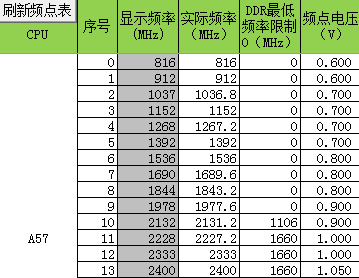 刷新频点表
CPU 序号 显示频率 (MHz) 实际频率 (MHz) DDR最低频率限制0（MHz） 频点电压 （V）
0 816 816 0 0.600
1 912 912 0 0.600
2 1037 1036.8 0 0.700
3 1152 1152 0 0.700
4 1268 1267.2 0 0.700
5 1392 1392 0 0.700
6 1536 1536 0 0.800
7 1690 1689.6 0 0.800
8 1844 1843.2 0 0.800
9 1978 1977.6 0 0.900
10 2132 2131.2 1106 0.900
A57 11 2228 2227.2 1660 1.000
12 2333 2333 1660 1.000
13 2400 2400 1660 1.050